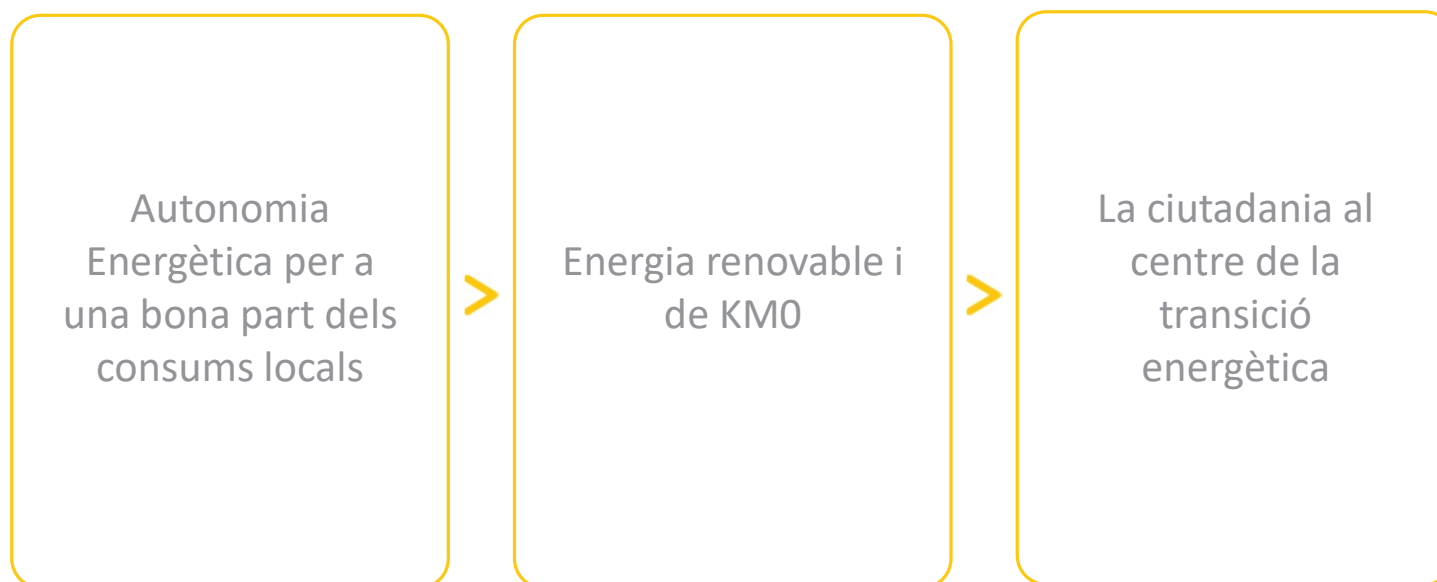 Autonomia
Energètica per a
una bona part dels
consums locals
>
Energia renovable i
de KM0
>
La ciutadania al
centre de la
transició
energètica